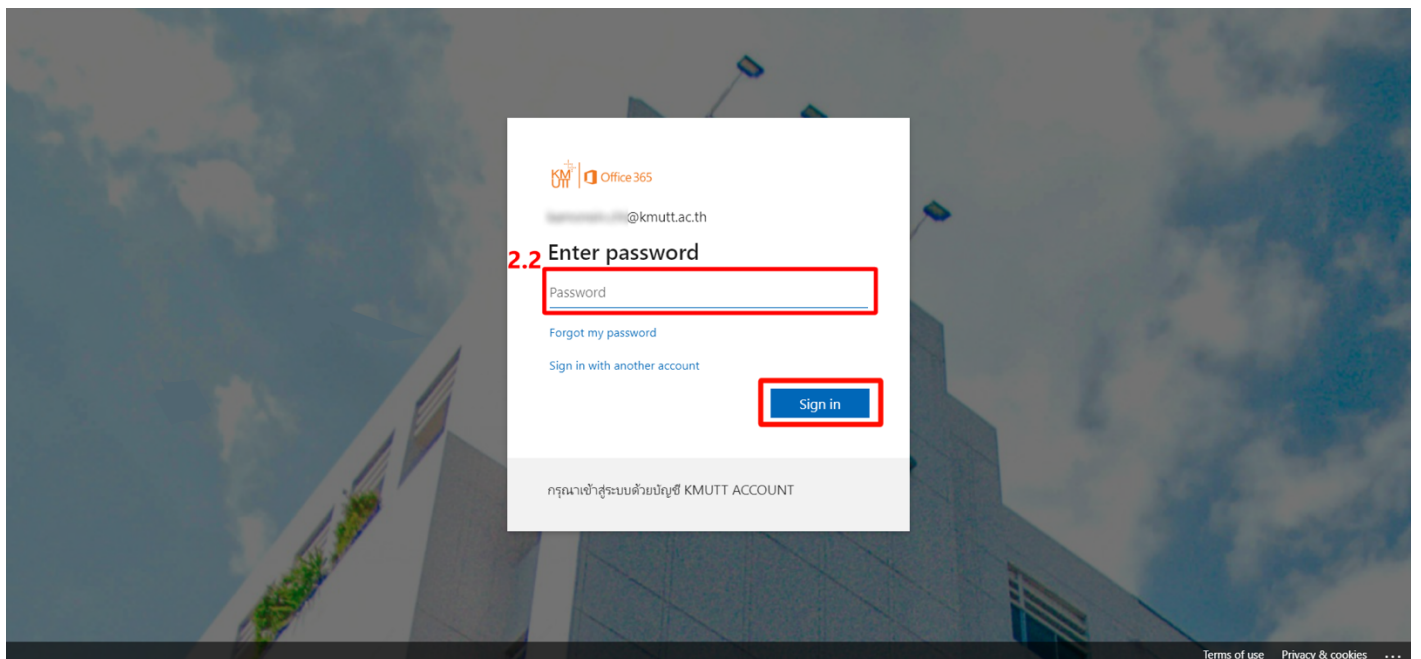 KMUTT Office 365
@kmutt.ac.th
2.2 Enter password
Password
Forgot my password
Sign in with another account
Sign in
กรุณาเข้าสู่ระบบด้วยบัญชี KMUTT ACCOUNT
Terms of use Privacy & cookies ...